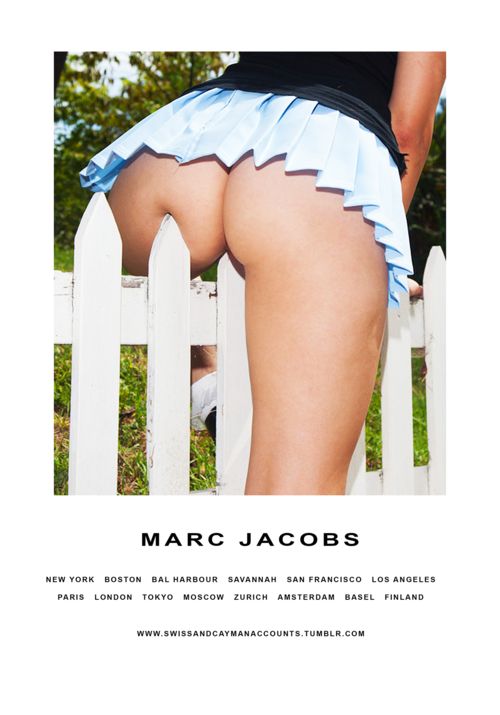 MARC JACOBS
NEW YORK BOSTON BAL HARBOUR SAVANNAH SAN FRANCISCO LOS ANGELES
PARIS LONDON TOKYO MOSCOW ZURICH AMSTERDAM BASEL FINLAND
WWW.SWISSANDCAYMANACCOUNTS.TUMBLR.COM